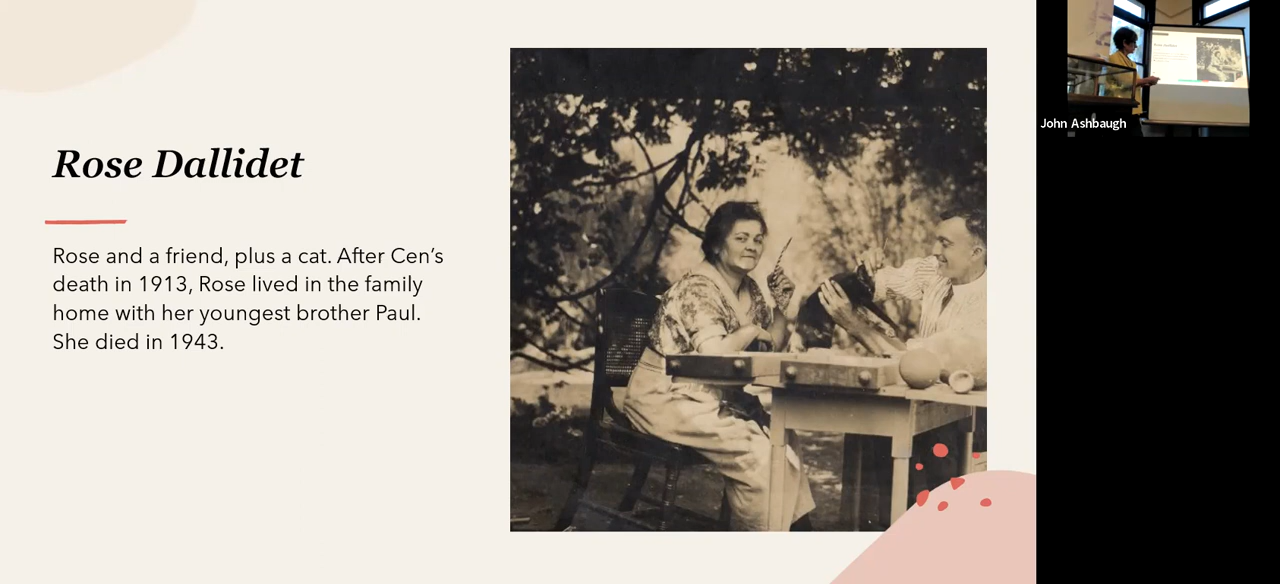 Rose Dallidet
Rose and a friend, plus a cat. After Cen’s
death in 1913, Rose lived in the family
home with her youngest brother Paul.
She died in 1943.
John Ashbaugh